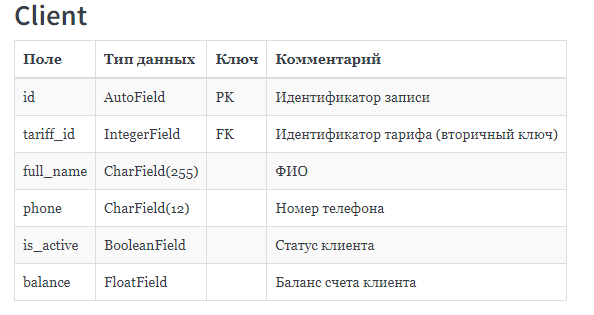 Client
Поле Тип данных Ключ Комментарий
id AutoField PK Идентификатор записи
tariff_id IntegerField FK Идентификатор тарифа (вторичный ключ)
full_name CharField(255) ФИО
phone CharField(12) Номер телефона
is_active BooleanField Статус клиента
balance FloatField Баланс счета клиента